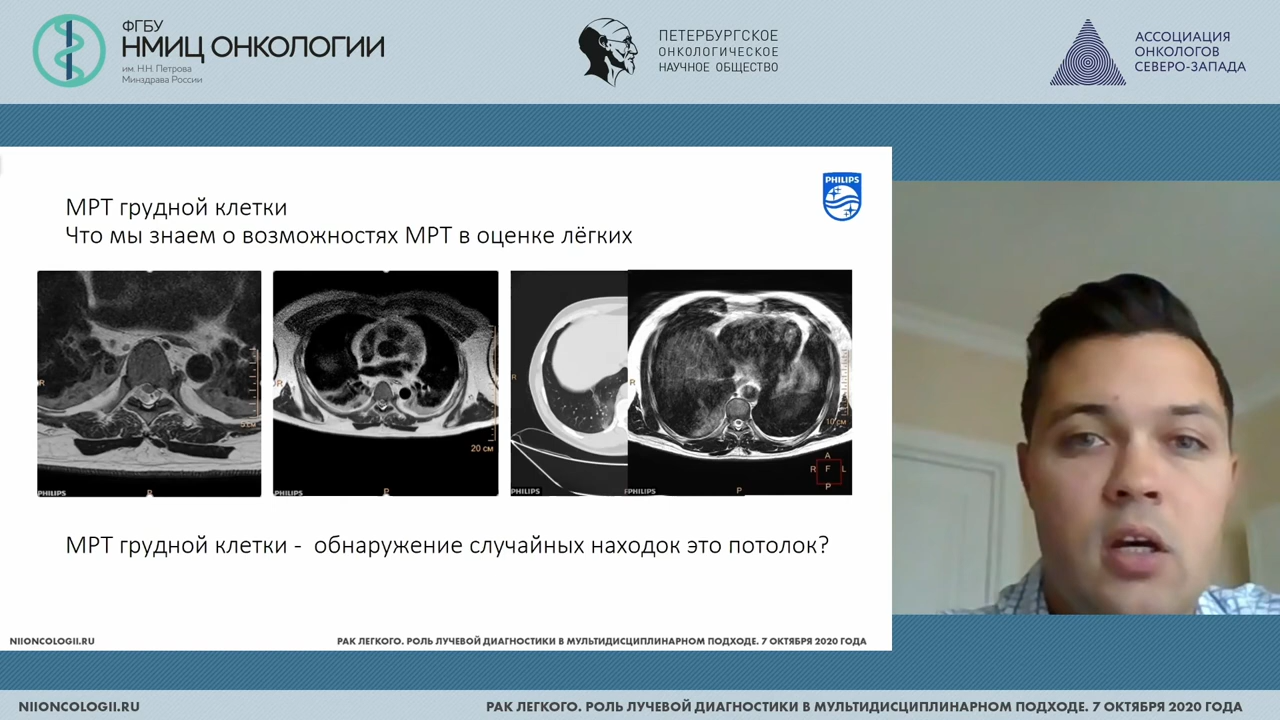 ФГБУ
НМИЦ ОНКОЛОГИИ
им. Н.Н. Петрова
Минздрава России
ПЕТЕРБУРГСКОЕ
ОНКОЛОГИЧЕСКОЕ
НАУЧНОЕ ОБЩЕСТВО
АССОЦИАЦИЯ
ОНКОЛОГОВ
СЕВЕРО-ЗАПАДА
PHILIPS
МРТ грудной клетки
Что мы знаем о возможностях МРТ в оценке лёгких
R
5 см
PHILIPS
P
R
20 см
PHILIPS
P
R
PHILIPS
R
10 см
A
R F L
P
PHILIPS
P
МРТ грудной клетки - обнаружение случайных находок это потолок?
NIIONCOLOGII.RU
РАК ЛЕГКОГО. РОЛЬ ЛУЧЕВОЙ ДИАГНОСТИКИ В МУЛЬТИДИСЦИПЛИНАРНОМ ПОДХОДЕ. 7 ОКТЯБРЯ 2020 ГОДА
NIIONCOLOGII.RU
РАК ЛЕГКОГО. РОЛЬ ЛУЧЕВОЙ ДИАГНОСТИКИ В МУЛЬТИДИСЦИПЛИНАРНОМ ПОДХОДЕ. 7 ОКТЯБРЯ 2020 ГОДА